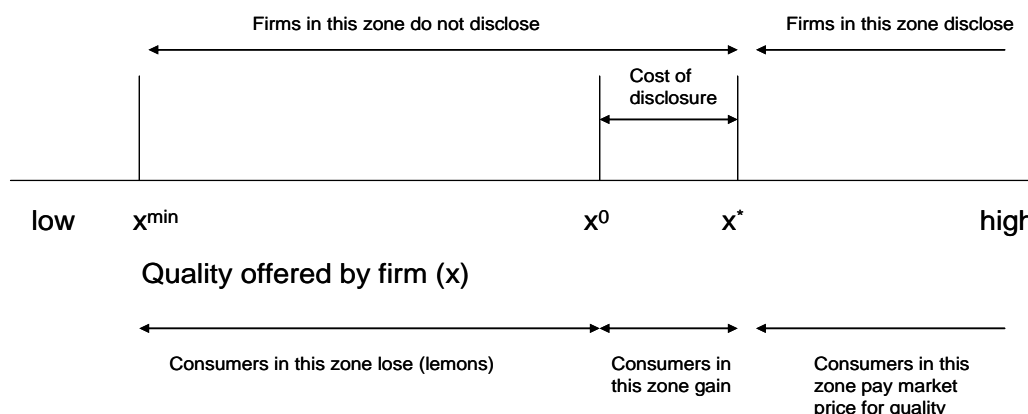 Firms in this zone do not disclose
Firms in this zone disclose
Cost of
disclosure
low
x^min
x^0
x^*
high
Quality offered by firm (x)
Consumers in this zone lose (lemons)
Consumers in
this zone gain
Consumers in this
zone pay market
price for quality